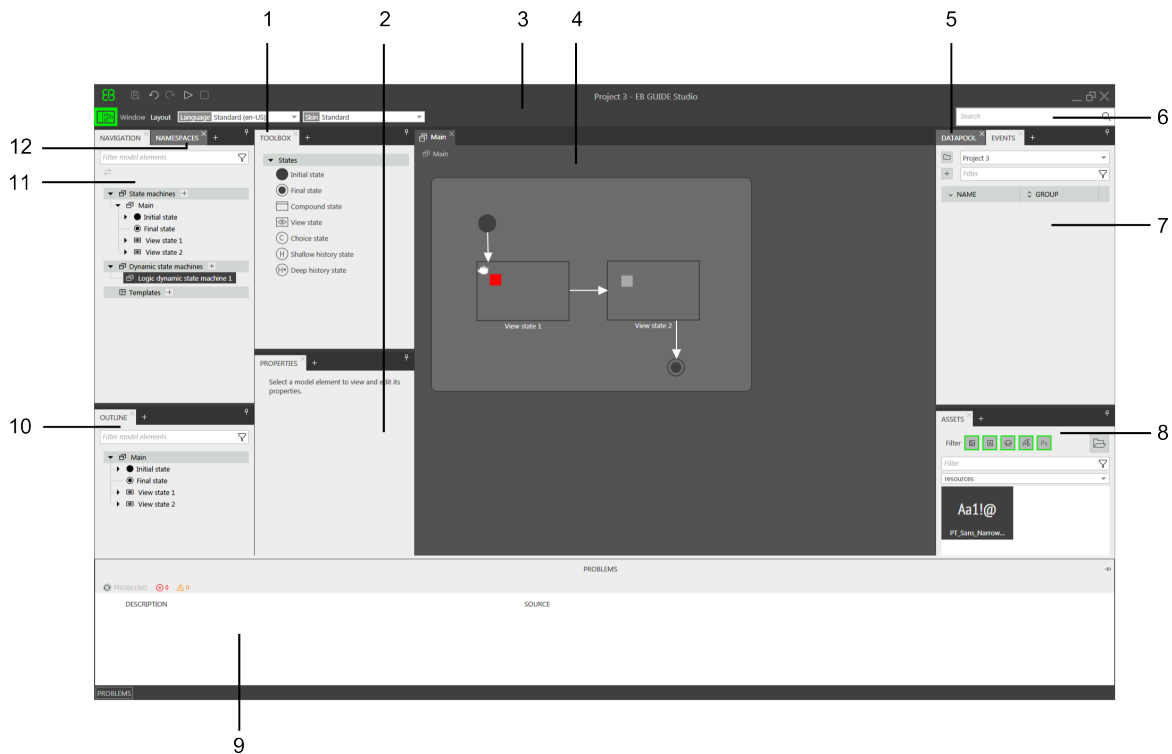 1 2 3 4 5
EB
Project 3 - EB GUIDE Studio
Window Layout Language Standard (en-US) Skin Standard
Search
6
NAVIGATION NAMESPACES +
12
Filter model elements
11
State machines +
Main
Initial state
Final state
View state 1
View state 2
Dynamic state machines +
Logic dynamic state machine 1
Templates +
OUTLINE +
10
Filter model elements
Main
Initial state
Final state
View state 1
View state 2
TOOLBOX +
States
Initial state
Final state
Compound state
View state
C Choice state
H Shallow history state
H* Deep history state
PROPERTIES +
Select a model element to view and edit its
properties.
Main
Main
View state 1
View state 2
DATAPOOL EVENTS +
Project 3
+ Filter
NAME GROUP
7
ASSETS +
8
Filter A Ps
Filter
resources
Aa1!@
PT_Sans_Narrow...
PROBLEMS
PROBLEMS 0 0
DESCRIPTION SOURCE
PROBLEMS
9